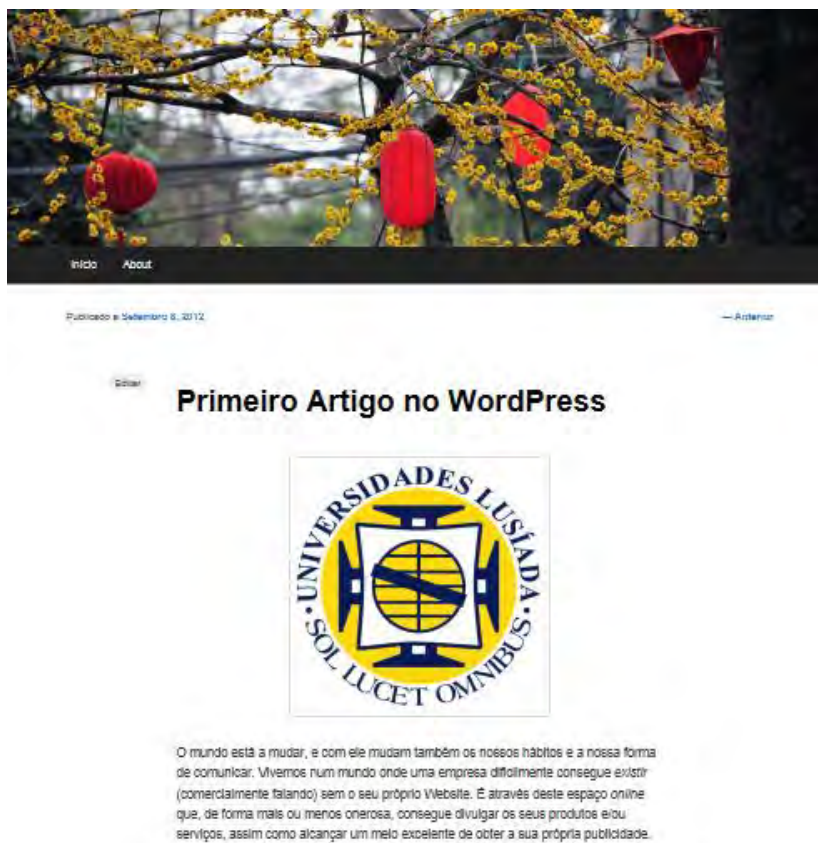 Início About
Publicado a Setembro 8, 2012
← Anterior
Editar
Primeiro Artigo no WordPress
UNIVERSIDADES LUSÍADA
SOL LUCET OMNIBUS
O mundo está a mudar, e com ele mudam também os nossos hábitos e a nossa forma
de comunicar. Vivemos num mundo onde uma empresa dificilmente consegue existir
(comercialmente falando) sem o seu próprio Website. É através deste espaço online
que, de forma mais ou menos onerosa, consegue divulgar os seus produtos e/ou
serviços, assim como alcançar um meio excelente de obter a sua própria publicidade.